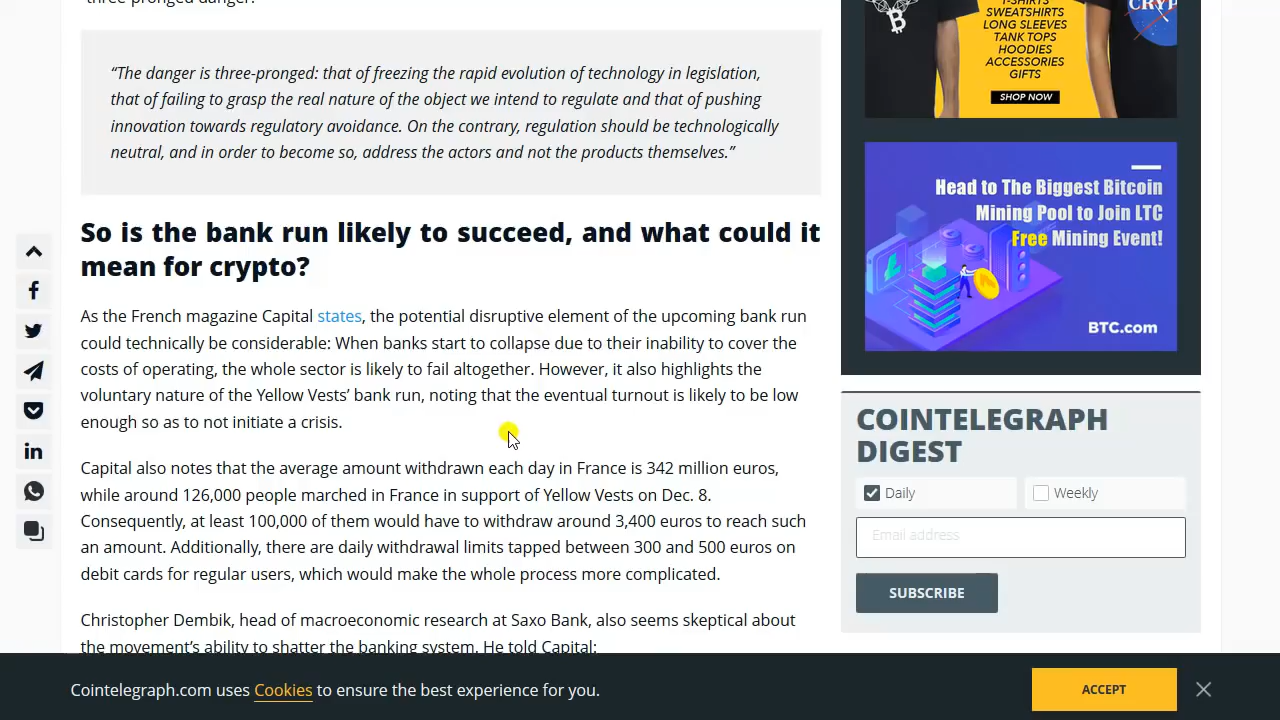 T-SHIRTS
SWEATSHIRTS
LONG SLEEVES
TANK TOPS
HOODIES
ACCESSORIES
GIFTS
SHOP NOW
“The danger is three-pronged: that of freezing the rapid evolution of technology in legislation,
that of failing to grasp the real nature of the object we intend to regulate and that of pushing
innovation towards regulatory avoidance. On the contrary, regulation should be technologically
neutral, and in order to become so, address the actors and not the products themselves.”
So is the bank run likely to succeed, and what could it
mean for crypto?
As the French magazine Capital states, the potential disruptive element of the upcoming bank run
could technically be considerable: When banks start to collapse due to their inability to cover the
costs of operating, the whole sector is likely to fail altogether. However, it also highlights the
voluntary nature of the Yellow Vests’ bank run, noting that the eventual turnout is likely to be low
enough so as to not initiate a crisis.
Capital also notes that the average amount withdrawn each day in France is 342 million euros,
while around 126,000 people marched in France in support of Yellow Vests on Dec. 8.
Consequently, at least 100,000 of them would have to withdraw around 3,400 euros to reach such
an amount. Additionally, there are daily withdrawal limits tapped between 300 and 500 euros on
debit cards for regular users, which would make the whole process more complicated.
Christopher Dembik, head of macroeconomic research at Saxo Bank, also seems skeptical about
the movement’s ability to shatter the banking system. He told Capital:
Head to The Biggest Bitcoin
Mining Pool to Join LTC
Free Mining Event!
BTC.com
COINTELEGRAPH
DIGEST
Daily
Weekly
Email address
SUBSCRIBE
Cointelegraph.com uses Cookies to ensure the best experience for you.
ACCEPT